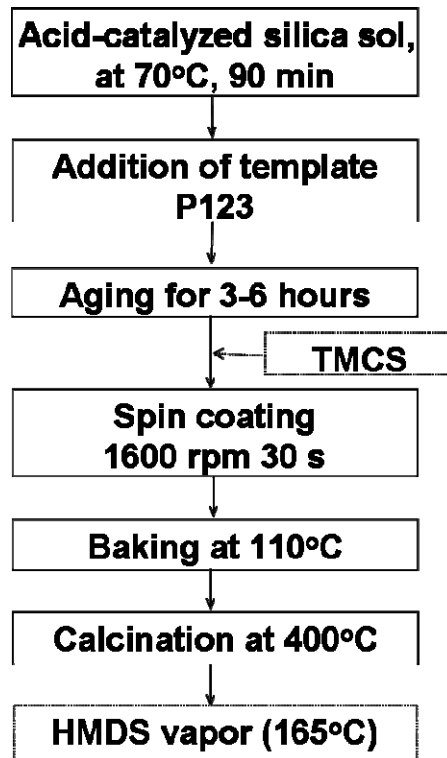 Acid-catalyzed silica sol,
at 70°C, 90 min
Addition of template
P123
Aging for 3-6 hours
TMCS
Spin coating
1600 rpm 30 s
Baking at 110°C
Calcination at 400°C
HMDS vapor (165°C)